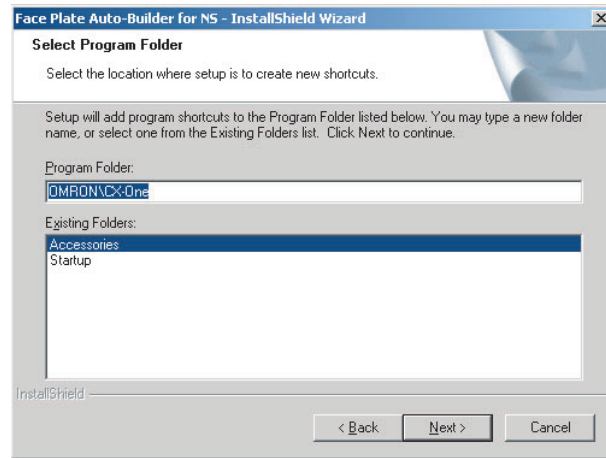 Face Plate Auto-Builder for NS - InstallShield Wizard
Select Program Folder
Select the location where setup is to create new shortcuts.
Setup will add program shortcuts to the Program Folder listed below. You may type a new folder
name, or select one from the Existing Folders list. Click Next to continue.
Program Folder:
OMRON\CX-One
Existing Folders:
Accessories
Startup
InstallShield
< Back
Next >
Cancel